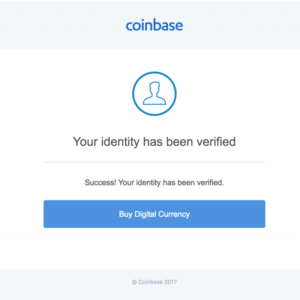 coinbase
Your identity has been verified
Success! Your identity has been verified.
Buy Digital Currency
© Coinbase 2017